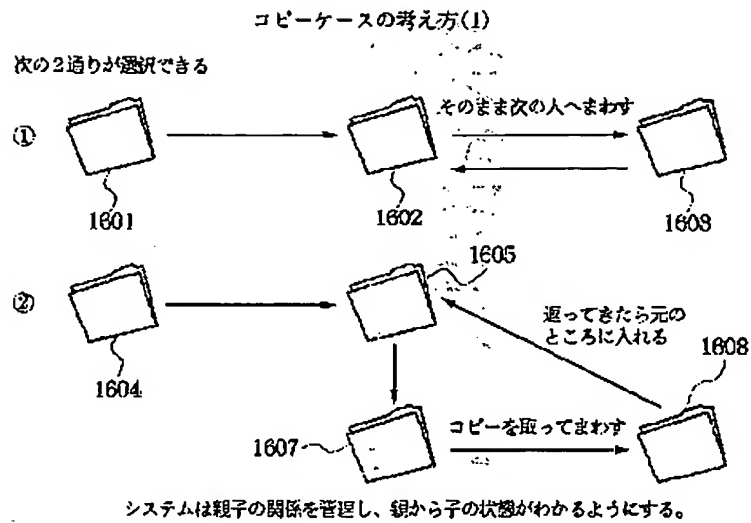 コピーケースの考え方(1)
次の2通りが選択できる
① そのまま次の人へまわす
1601 1602 1603
② 1605
返ってきたら元の
ところに入れる
1604 1608
1607 コピーを取ってまわす
システムは親子の関係を管理し、親から子の状態がわかるようにする。